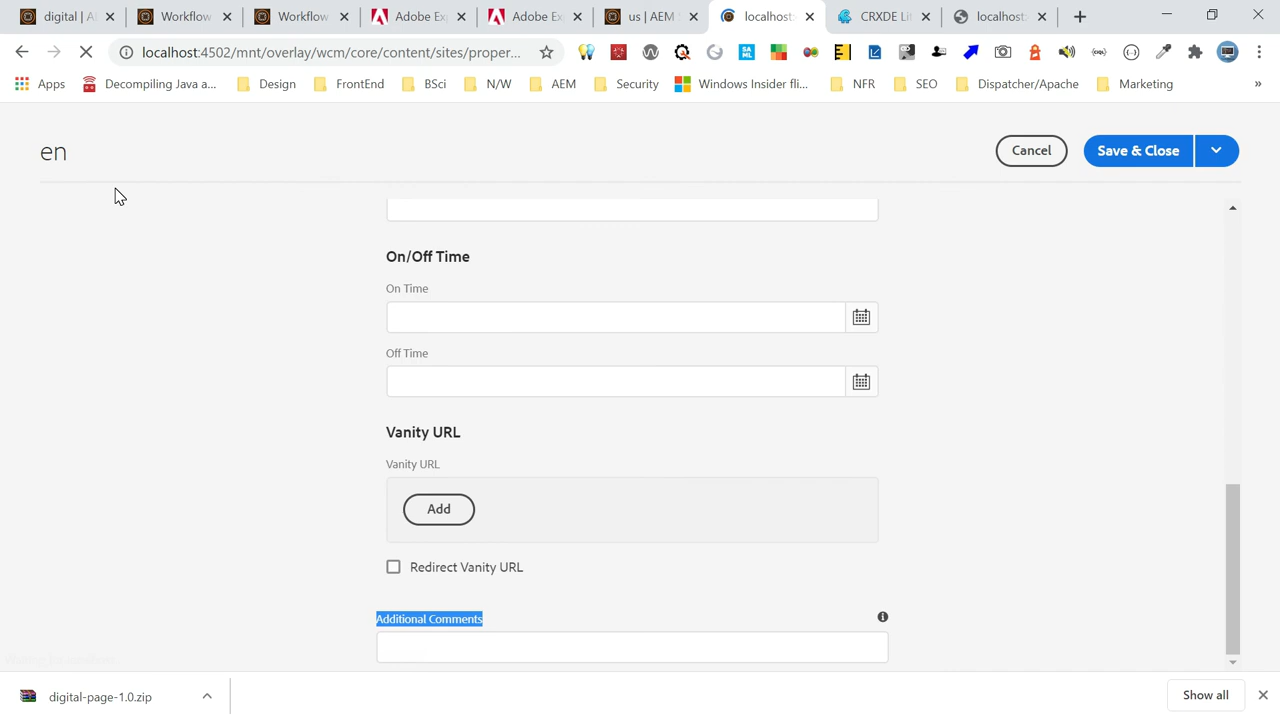 digital | A
Workflow
Workflow
Adobe Ex
Adobe Ex
us | AEM
localhost:
CRXDE Li
localhost:
localhost:4502/mnt/overlay/wcm/core/content/sites/proper...
Apps
Decompiling Java a...
Design
FrontEnd
BSci
N/W
AEM
Security
Windows Insider fli...
NFR
SEO
Dispatcher/Apache
Marketing
»
en
Cancel
Save & Close
On/Off Time
On Time
Off Time
Vanity URL
Vanity URL
Add
Redirect Vanity URL
Additional Comments
digital-page-1.0.zip
Show all